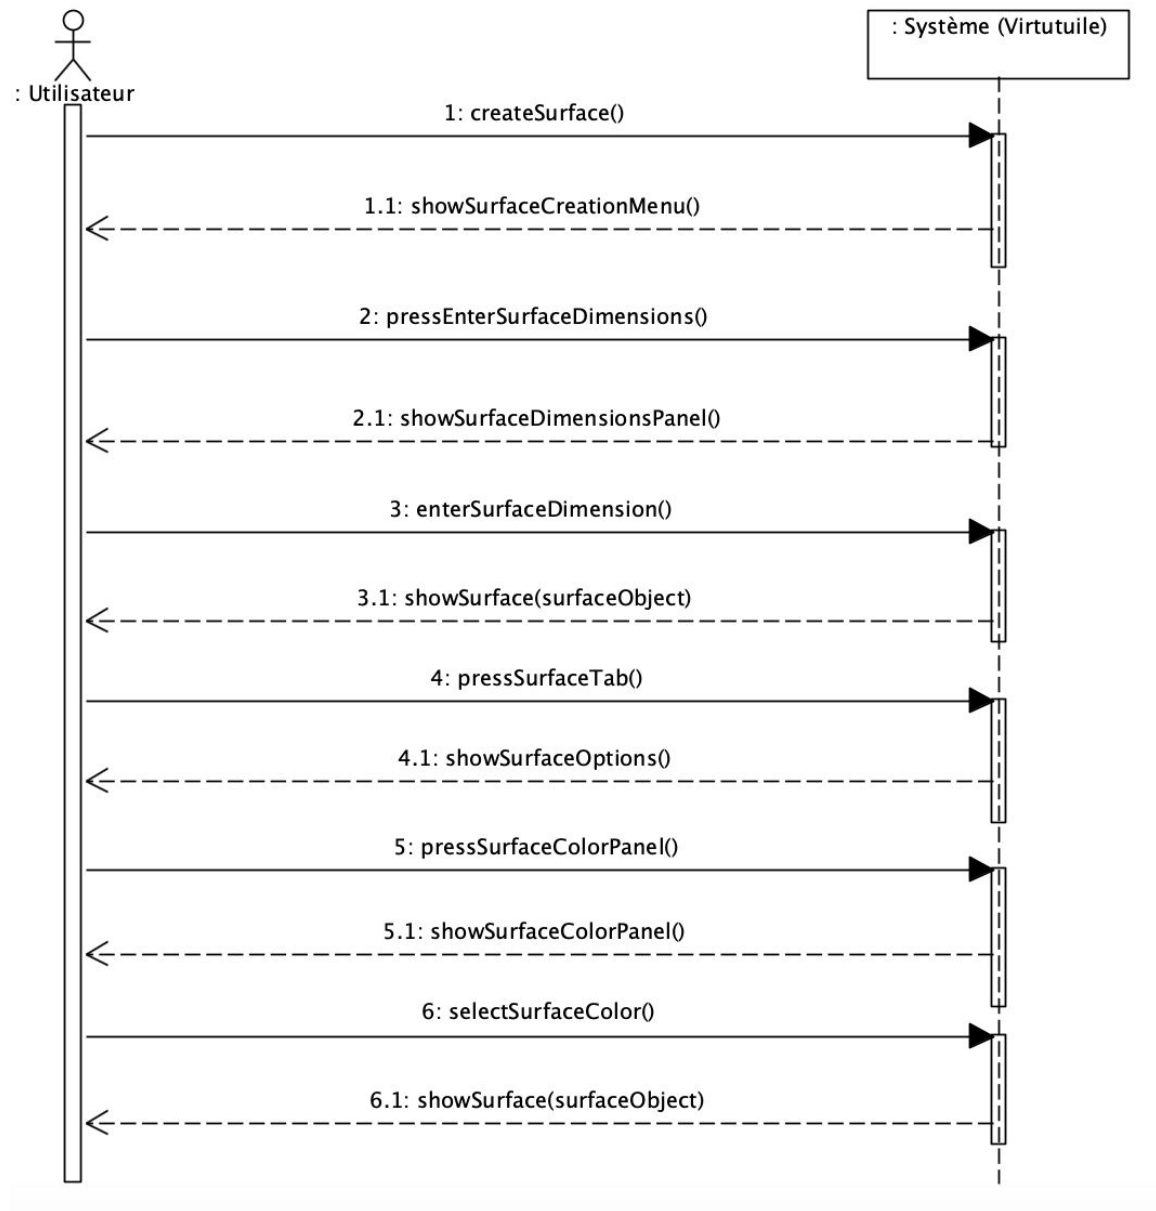 : Système (Virtutuile)
: Utilisateur
1: createSurface()
1.1: showSurfaceCreationMenu()
2: pressEnterSurfaceDimensions()
2.1: showSurfaceDimensionsPanel()
3: enterSurfaceDimension()
3.1: showSurface(surfaceObject)
4: pressSurfaceTab()
4.1: showSurfaceOptions()
5: pressSurfaceColorPanel()
5.1: showSurfaceColorPanel()
6: selectSurfaceColor()
6.1: showSurface(surfaceObject)